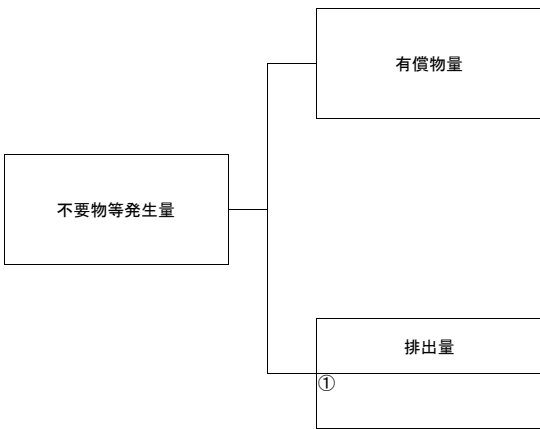 有償物量
不要物等発生量
排出量
①